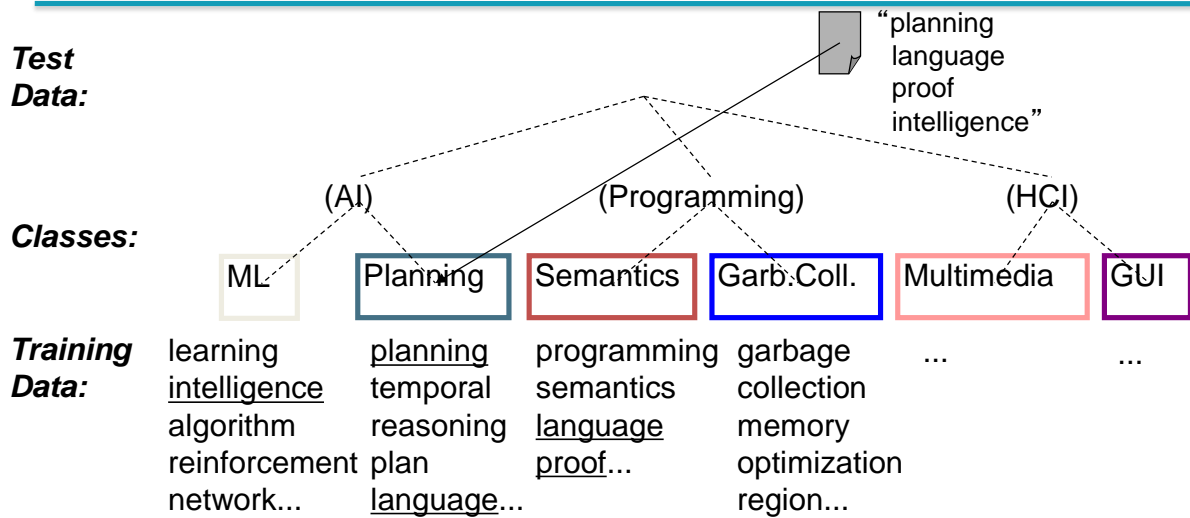 Test
Data:
“planning
language
proof
intelligence”
(AI)
(Programming)
(HCI)
Classes:
ML
Planning
Semantics
Garb.Coll.
Multimedia
GUI
Training
Data:
learning
intelligence
algorithm
reinforcement
network...
planning
temporal
reasoning
plan
language...
programming
semantics
language
proof...
garbage
collection
memory
optimization
region...
...
...